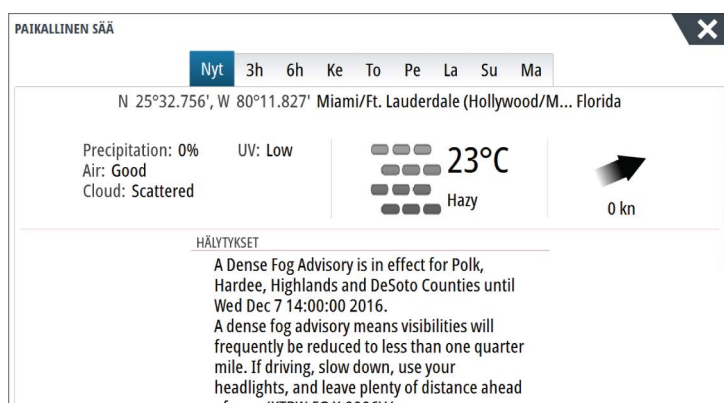 PAIKALLINEN SÄÄ
Nyt 3h 6h Ke To Pe La Su Ma
N 25°32.756', W 80°11.827' Miami/Ft. Lauderdale (Hollywood/M... Florida
Precipitation: 0% UV: Low
Air: Good
Cloud: Scattered
23°C
Hazy
0 kn
HÄLYTYKSET
A Dense Fog Advisory is in effect for Polk,
Hardee, Highlands and DeSoto Counties until
Wed Dec 7 14:00:00 2016.
A dense fog advisory means visibilities will
frequently be reduced to less than one quarter
mile. If driving, slow down, use your
headlights, and leave plenty of distance ahead